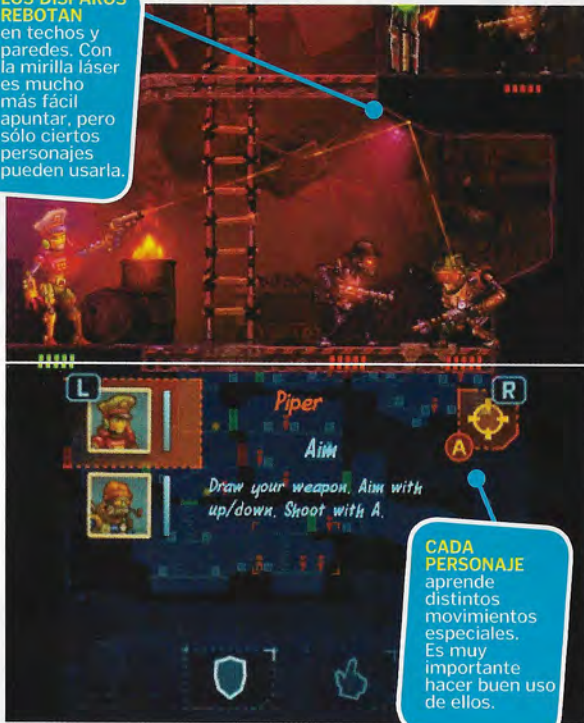 LOS DISPAROS
REBOTAN
en techos y
paredes. Con
la mirilla láser
es mucho
más fácil
apuntar, pero
sólo ciertos
personajes
pueden usarla.
L
R
Piper
A
Aim
Draw your weapon. Aim with
up/down. Shoot with A.
CADA
PERSONAJE
aprende
distintos
movimientos
especiales.
Es muy
importante
hacer buen uso
de ellos.